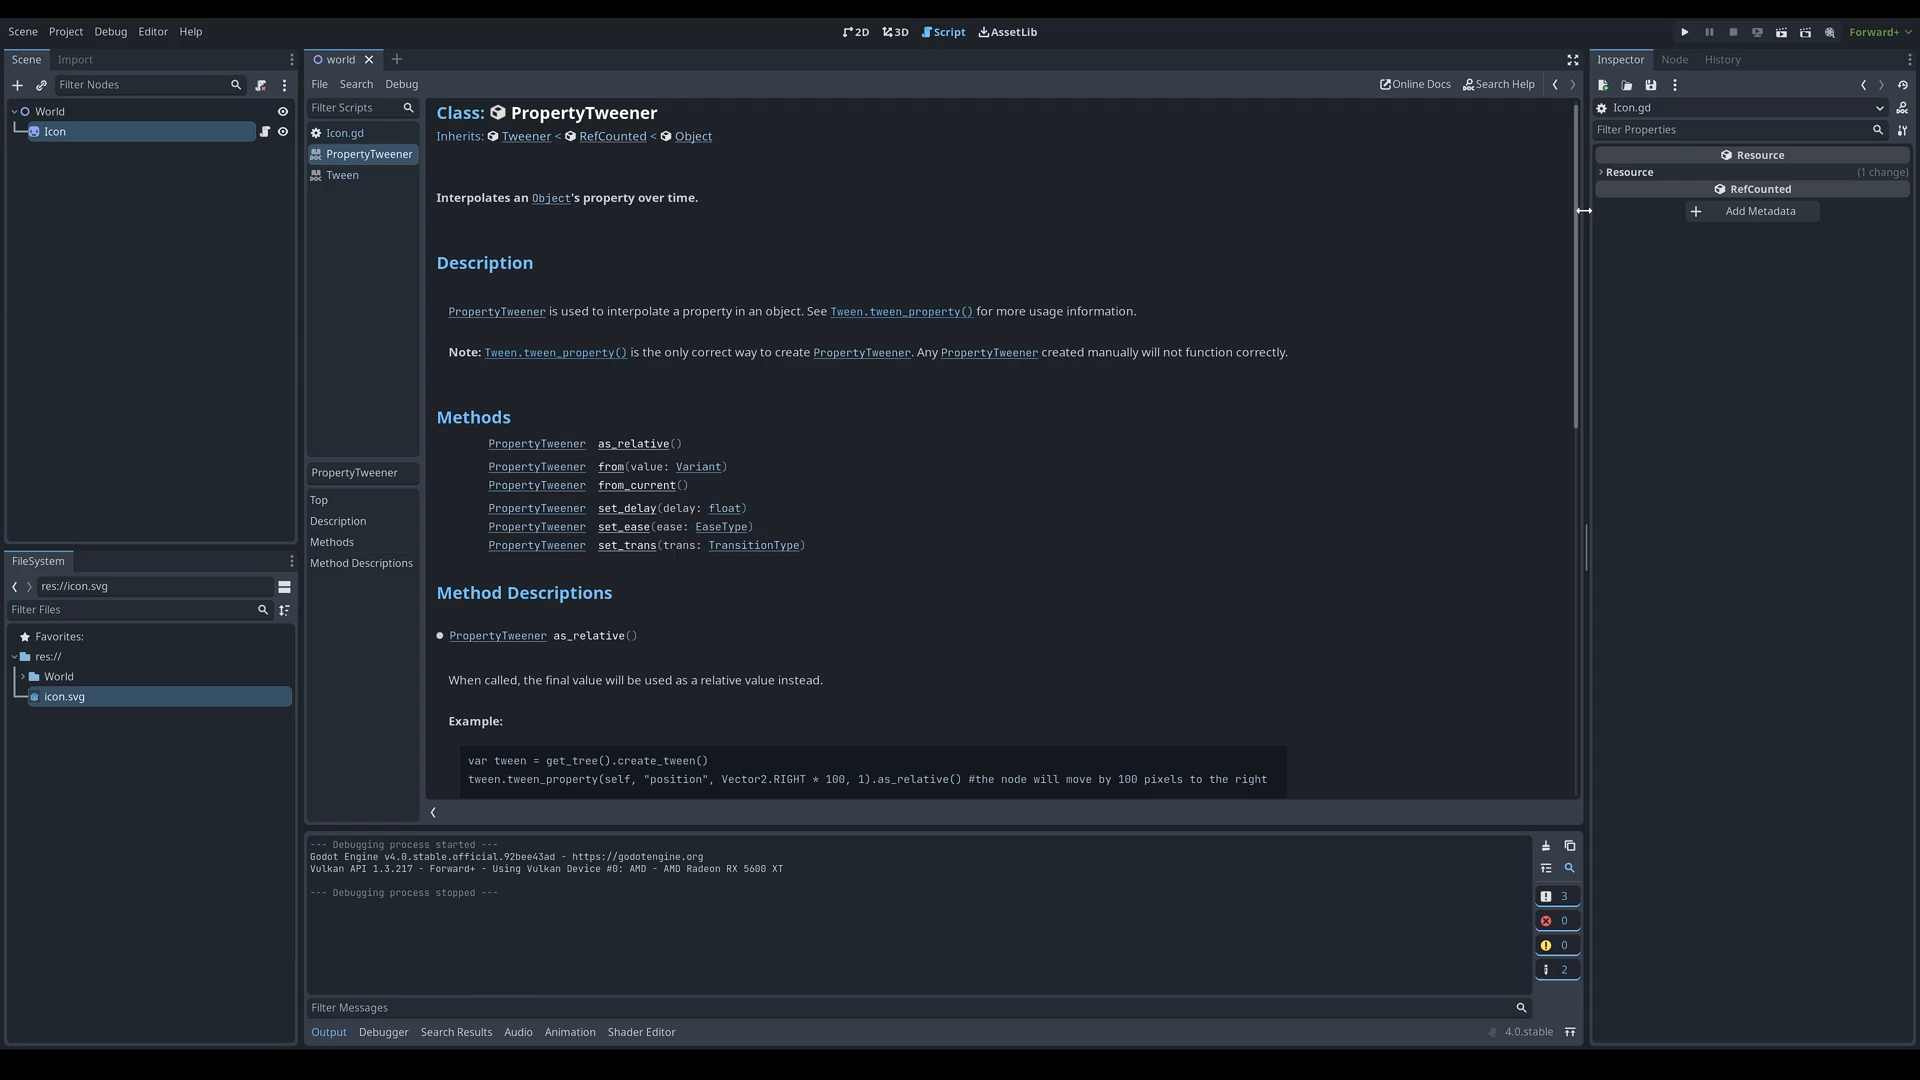 Scene Project Debug Editor Help
2D 3D Script AssetLib
Forward+
Scene Import
world
Inspector Node History
Filter Nodes
File Search Debug
Online Docs Search Help
Filter Scripts
World
Icon
Icon.gd
PropertyTweener
Tween
Class: PropertyTweener
Inherits: Tweener < RefCounted < Object
Interpolates an Object's property over time.
Description
PropertyTweener is used to interpolate a property in an object. See Tween.tween_property() for more usage information.
Note: Tween.tween_property() is the only correct way to create PropertyTweener. Any PropertyTweener created manually will not function correctly.
Methods
PropertyTweener as_relative()
PropertyTweener from(value: Variant)
PropertyTweener from_current()
PropertyTweener set_delay(delay: float)
PropertyTweener set_ease(ease: EaseType)
PropertyTweener set_trans(trans: TransitionType)
Method Descriptions
PropertyTweener as_relative()
When called, the final value will be used as a relative value instead.
Example:
var tween = get_tree().create_tween()
tween.tween_property(self, "position", Vector2.RIGHT * 100, 1).as_relative() #the node will move by 100 pixels to the right
PropertyTweener
Top
Description
Methods
Method Descriptions
Icon.gd
Filter Properties
Resource
Resource (1 change)
RefCounted
Add Metadata
FileSystem
res://icon.svg
Filter Files
Favorites:
res://
World
icon.svg
--- Debugging process started ---
Godot Engine v4.0.stable.official.92bee43ad - https://godotengine.org
Vulkan API 1.3.217 - Forward+ - Using Vulkan Device #0: AMD - AMD Radeon RX 5600 XT
--- Debugging process stopped ---
3
0
0
2
Filter Messages
Output Debugger Search Results Audio Animation Shader Editor
4.0.stable